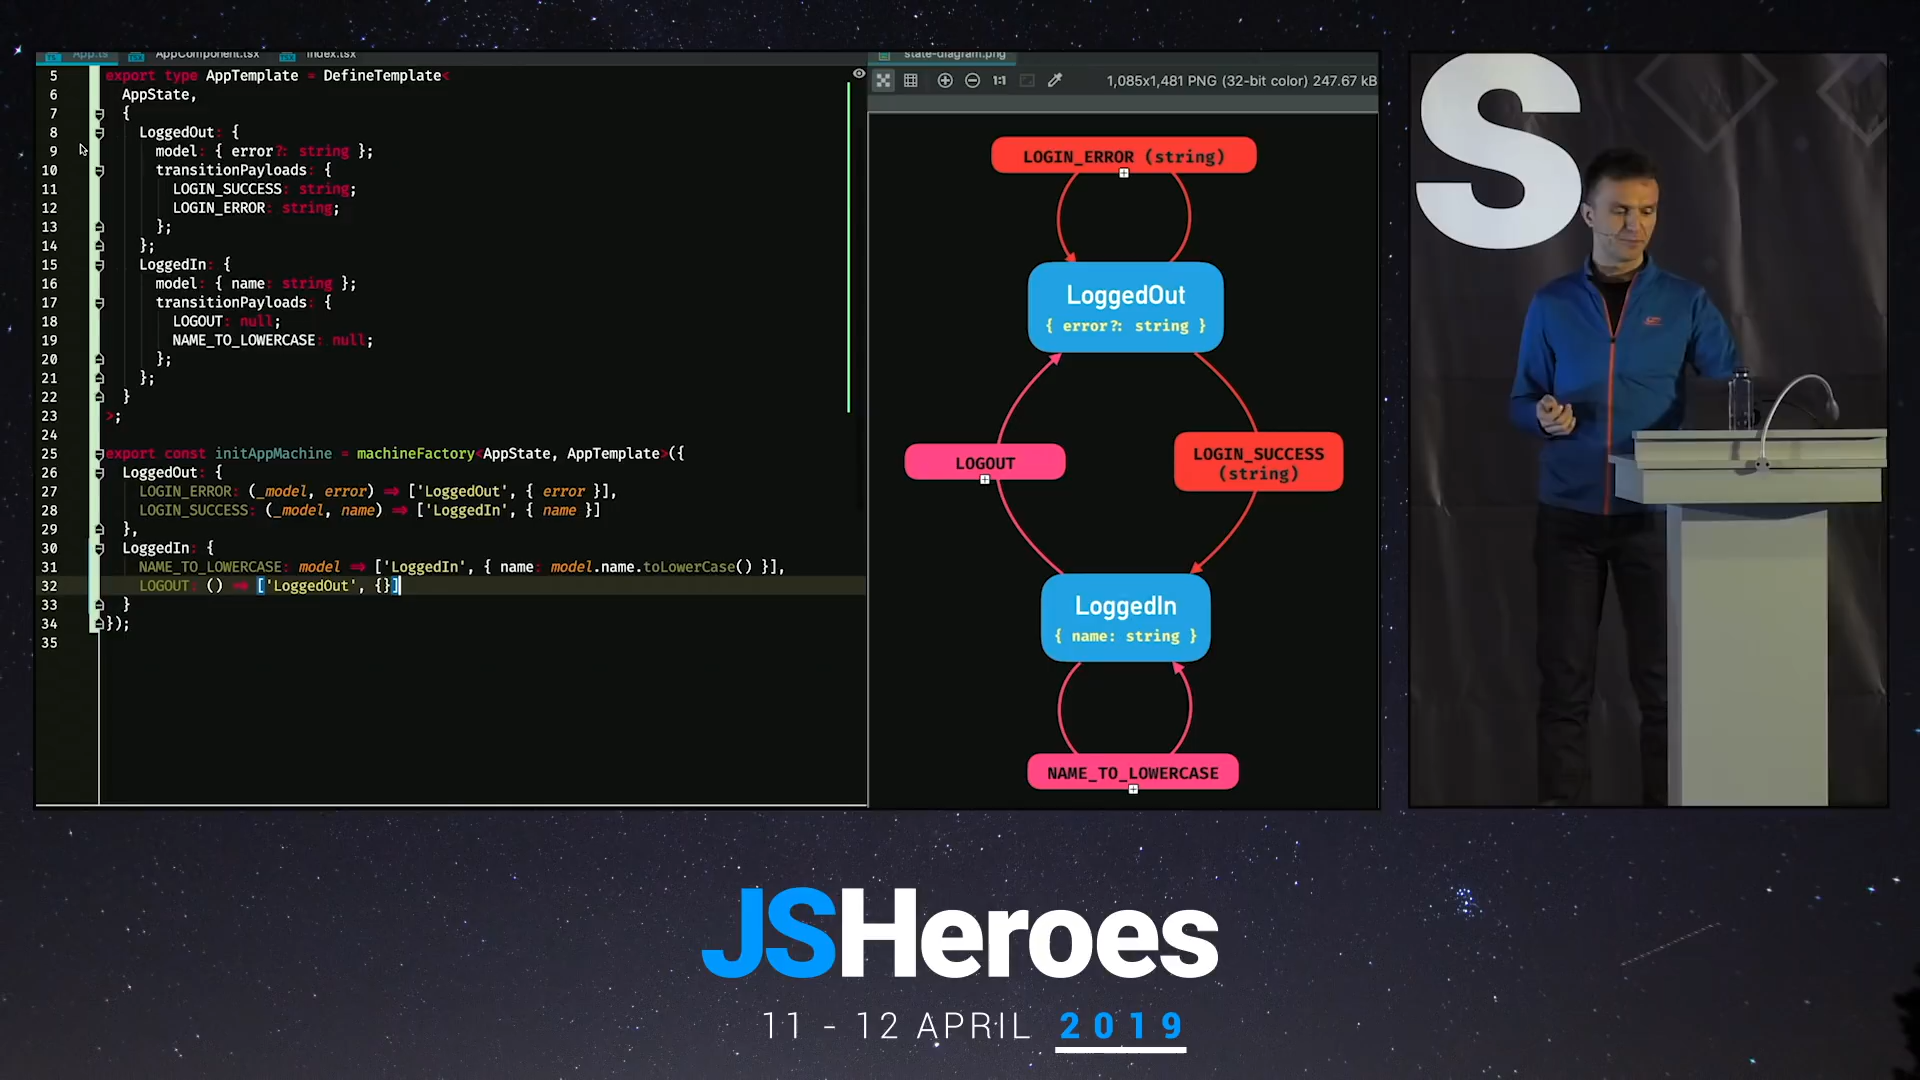 App.ts AppComponent.tsx index.tsx
5 export type AppTemplate = DefineTemplate<
6 AppState,
7 {
8 LoggedOut: {
9 model: { error?: string };
10 transitionPayloads: {
11 LOGIN_SUCCESS: string;
12 LOGIN_ERROR: string;
13 };
14 };
15 LoggedIn: {
16 model: { name: string };
17 transitionPayloads: {
18 LOGOUT: null;
19 NAME_TO_LOWERCASE: null;
20 };
21 };
22 }
23 >;
24
25 export const initAppMachine = machineFactory<AppState, AppTemplate>({
26 LoggedOut: {
27 LOGIN_ERROR: (_model, error) => ['LoggedOut', { error }],
28 LOGIN_SUCCESS: (_model, name) => ['LoggedIn', { name }]
29 },
30 LoggedIn: {
31 NAME_TO_LOWERCASE: model => ['LoggedIn', { name: model.name.toLowerCase() }],
32 LOGOUT: () => ['LoggedOut', {}]
33 }
34 });
35
state-diagram.png
1:1 1,085x1,481 PNG (32-bit color) 247.67 kB
LOGIN_ERROR (string)
LoggedOut
{ error?: string }
LOGOUT
LOGIN_SUCCESS
(string)
LoggedIn
{ name: string }
NAME_TO_LOWERCASE
S
JSHeroes
11 - 12 APRIL 2019